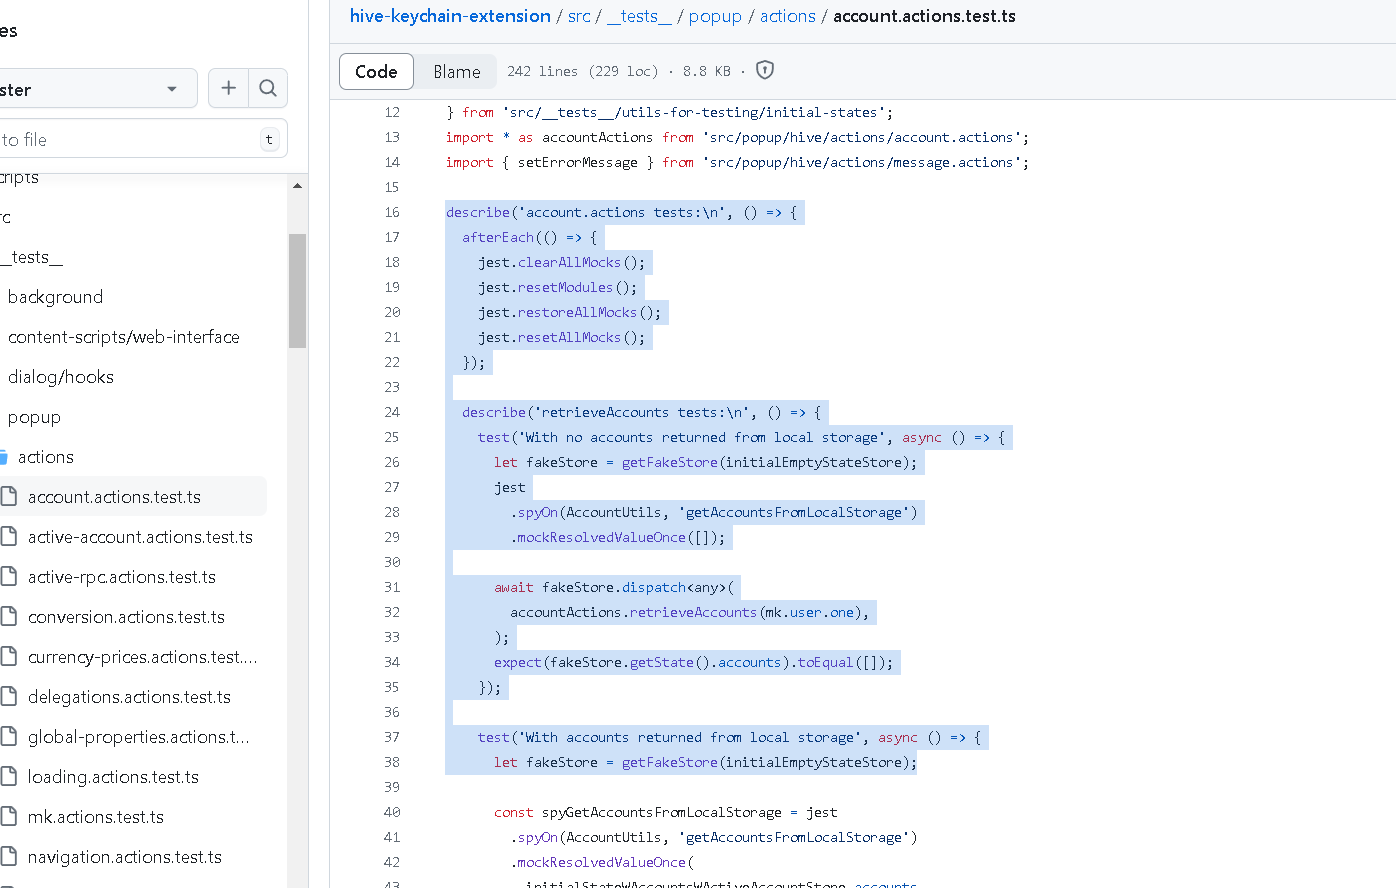 es
ster
to file
t
cripts
rc
__tests__
background
content-scripts/web-interface
dialog/hooks
popup
actions
account.actions.test.ts
active-account.actions.test.ts
active-rpc.actions.test.ts
conversion.actions.test.ts
currency-prices.actions.test....
delegations.actions.test.ts
global-properties.actions.t...
loading.actions.test.ts
mk.actions.test.ts
navigation.actions.test.ts
hive-keychain-extension / src / __tests__ / popup / actions / account.actions.test.ts
Code Blame 242 lines (229 loc) · 8.8 KB ·
12 } from 'src/__tests__/utils-for-testing/initial-states';
13 import * as accountActions from 'src/popup/hive/actions/account.actions';
14 import { setErrorMessage } from 'src/popup/hive/actions/message.actions';
15
16 describe('account.actions tests:\n', () => {
17 afterEach(() => {
18 jest.clearAllMocks();
19 jest.resetModules();
20 jest.restoreAllMocks();
21 jest.resetAllMocks();
22 });
23
24 describe('retrieveAccounts tests:\n', () => {
25 test('With no accounts returned from local storage', async () => {
26 let fakeStore = getFakeStore(initialEmptyStateStore);
27 jest
28 .spyOn(AccountUtils, 'getAccountsFromLocalStorage')
29 .mockResolvedValueOnce([]);
30
31 await fakeStore.dispatch<any>(
32 accountActions.retrieveAccounts(mk.user.one),
33 );
34 expect(fakeStore.getState().accounts).toEqual([]);
35 });
36
37 test('With accounts returned from local storage', async () => {
38 let fakeStore = getFakeStore(initialEmptyStateStore);
39
40 const spyGetAccountsFromLocalStorage = jest
41 .spyOn(AccountUtils, 'getAccountsFromLocalStorage')
42 .mockResolvedValueOnce(
43 initialStateWAccountsWActiveAccountStore.accounts